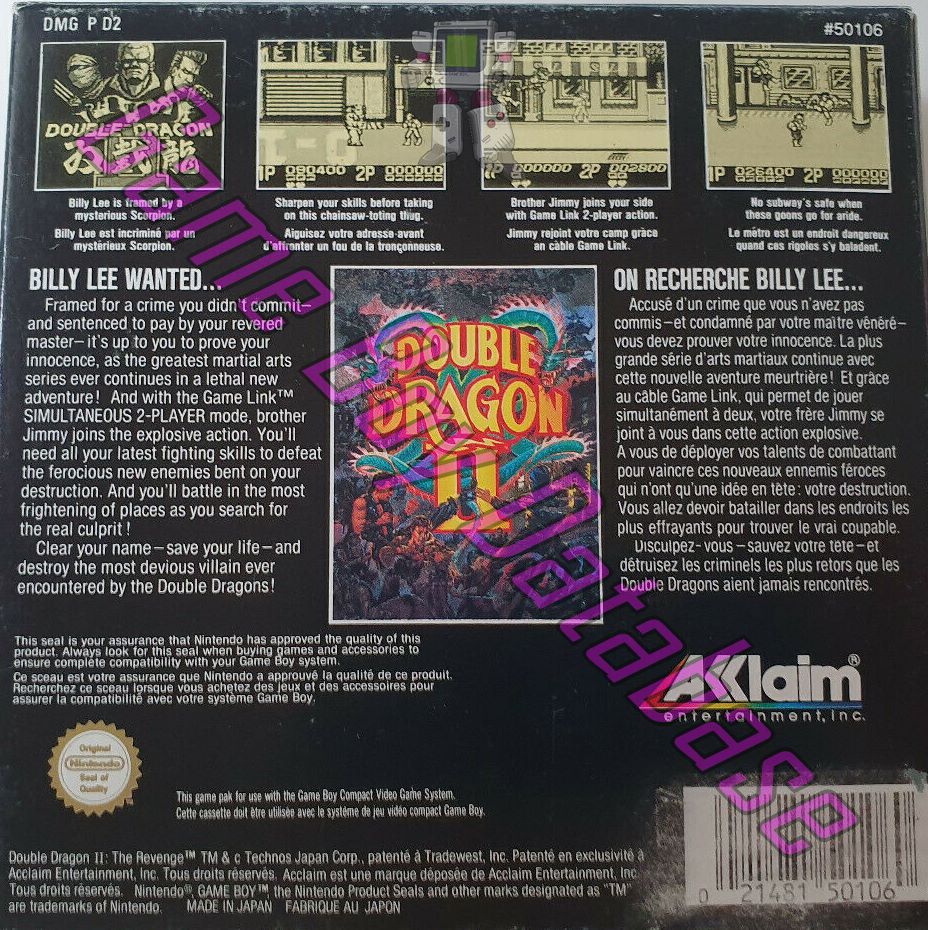 DMG P D2
#50106
DOUBLE DRAGON
双截龍
1P 090400 2P 000000
1P 000000 2P 002800
1P 026400 2P 000000
Billy Lee is framed by a
mysterious Scorpion.
Billy Lee est incriminé par un
mystérieux Scorpion.
Sharpen your skills before taking
on this chainsaw-toting thug.
Aiguisez votre adresse avant
d'affronter un fou de la tronçonneuse.
Brother Jimmy joins your side
with Game Link 2-player action.
Jimmy rejoint votre camp grâce
an câble Game Link.
No subway's safe when
these goons go for aride.
Le métro est un endroit dangereux
quand ces rigoles s'y baladent.
BILLY LEE WANTED...
Framed for a crime you didn't commit—
and sentenced to pay by your revered
master—it's up to you to prove your
innocence, as the greatest martial arts
series ever continues in a lethal new
adventure! And with the Game Link™
SIMULTANEOUS 2-PLAYER mode, brother
Jimmy joins the explosive action. You'll
need all your latest fighting skills to defeat
the ferocious new enemies bent on your
destruction. And you'll battle in the most
frightening of places as you search for
the real culprit!
Clear your name—save your life—and
destroy the most devious villain ever
encountered by the Double Dragons!
DOUBLE
DRAGON
II
ON RECHERCHE BILLY LEE...
Accusé d'un crime que vous n'avez pas
commis—et condamné par votre maître vénéré—
vous devez prouver votre innocence. La plus
grande série d'arts martiaux continue avec
cette nouvelle aventure meurtrière! Et grâce
au câble Game Link, qui permet de jouer
simultanément à deux, votre frère Jimmy se
joint à vous dans cette action explosive.
A vous de déployer vos talents de combattant
pour vaincre ces nouveaux ennemis féroces
qui n'ont qu'une idée en tête: votre destruction.
Vous allez devoir batailler dans les endroits les
plus effrayants pour trouver le vrai coupable.
Disculpez-vous—sauvez votre tête—et
détruisez les criminels les plus retors que les
Double Dragons aient jamais rencontrés.
This seal is your assurance that Nintendo has approved the quality of this
product. Always look for this seal when buying games and accessories to
ensure complete compatibility with your Game Boy system.
Ce sceau est votre assurance que Nintendo a approuvé la qualité de ce produit.
Recherchez ce sceau lorsque vous achetez des jeux et des accessoires pour
assurer la compatibilité avec votre système Game Boy.
AKklaim®
entertainment, inc.
Original
Nintendo
Seal of
Quality
This game pak for use with the Game Boy Compact Video Game System.
Cette cassette doit être utilisée avec le système de jeu vidéo compact Game Boy.
Double Dragon II: The Revenge™ TM & c Technos Japan Corp., patenté à Tradewest, Inc. Patenté en exclusivité à
Acclaim Entertainment, Inc. Tous droits réservés. Acclaim est une marque déposée de Acclaim Entertainment, Inc
Tous droits réservés. Nintendo®, GAME BOY™, the Nintendo Product Seals and other marks designated as "TM"
are trademarks of Nintendo. MADE IN JAPAN FABRIQUE AU JAPON
0 21481 50106
Game Boy Database